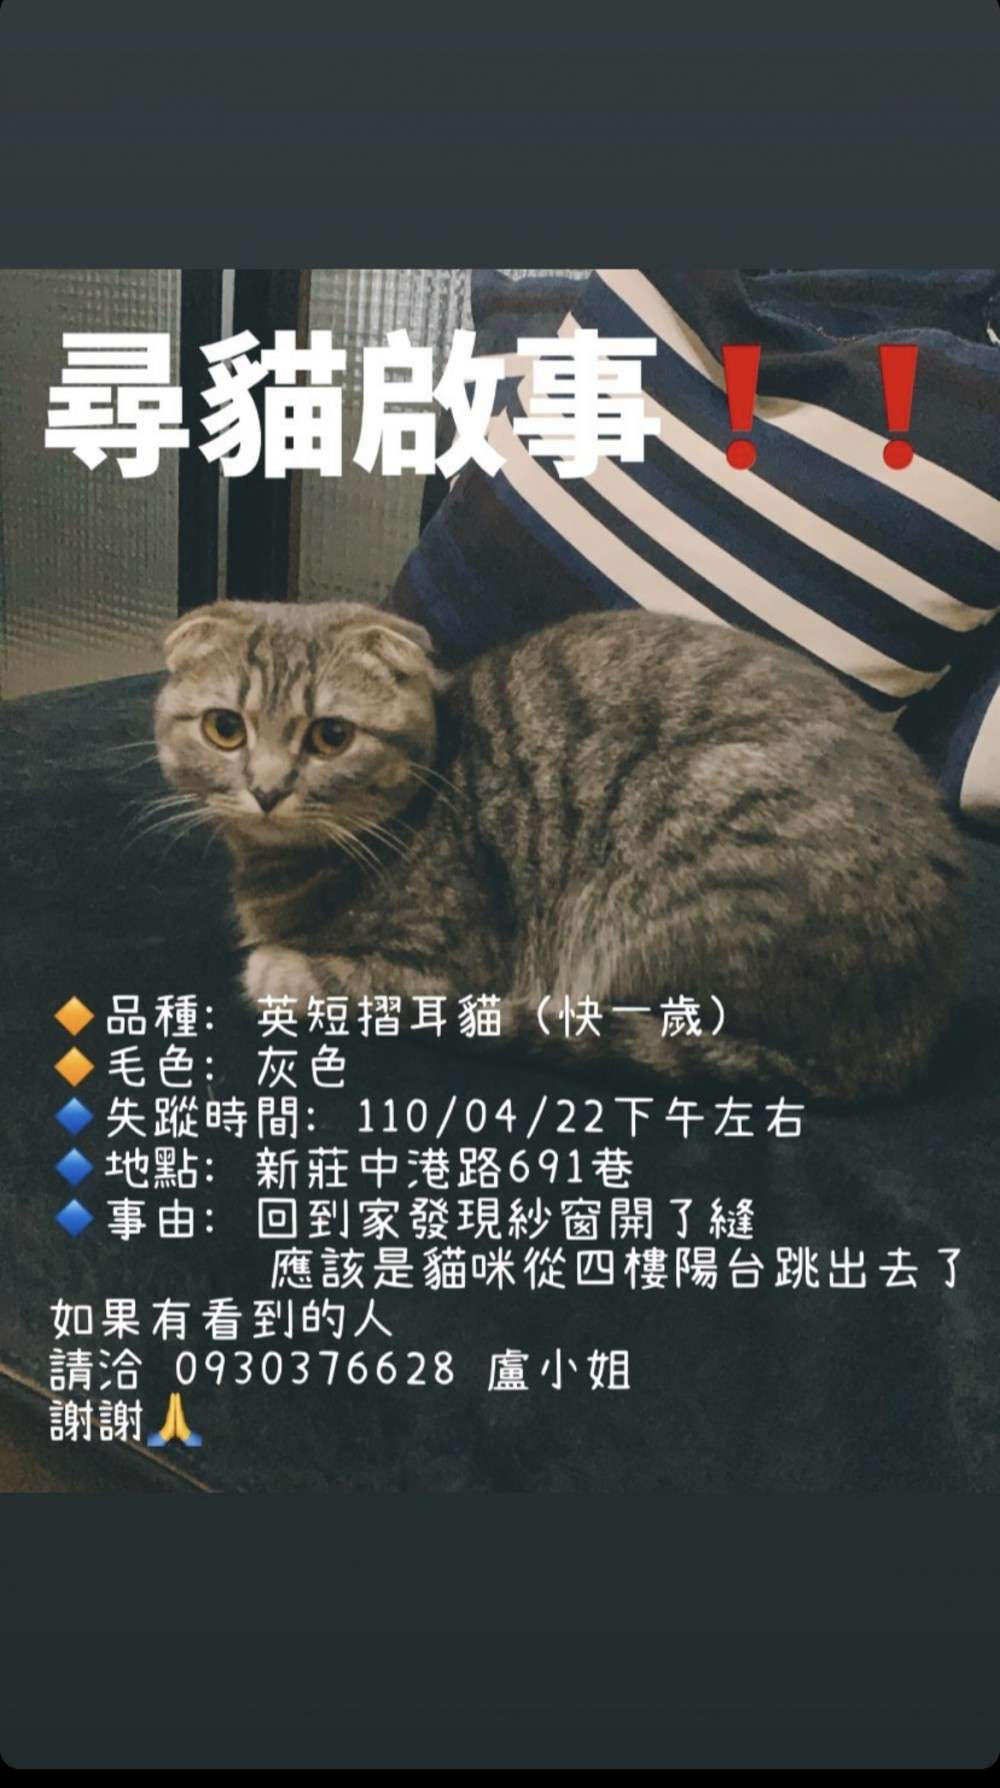 尋貓啟事❗❗
🔶品種: 英短摺耳貓 (快一歲)
🔶毛色: 灰色
🔷失蹤時間: 110/04/22下午左右
🔷地點: 新莊中港路691巷
🔷事由: 回到家發現紗窗開了縫
應該是貓咪從四樓陽台跳出去了
如果有看到的人
請洽 0930376628 盧小姐
謝謝🙏